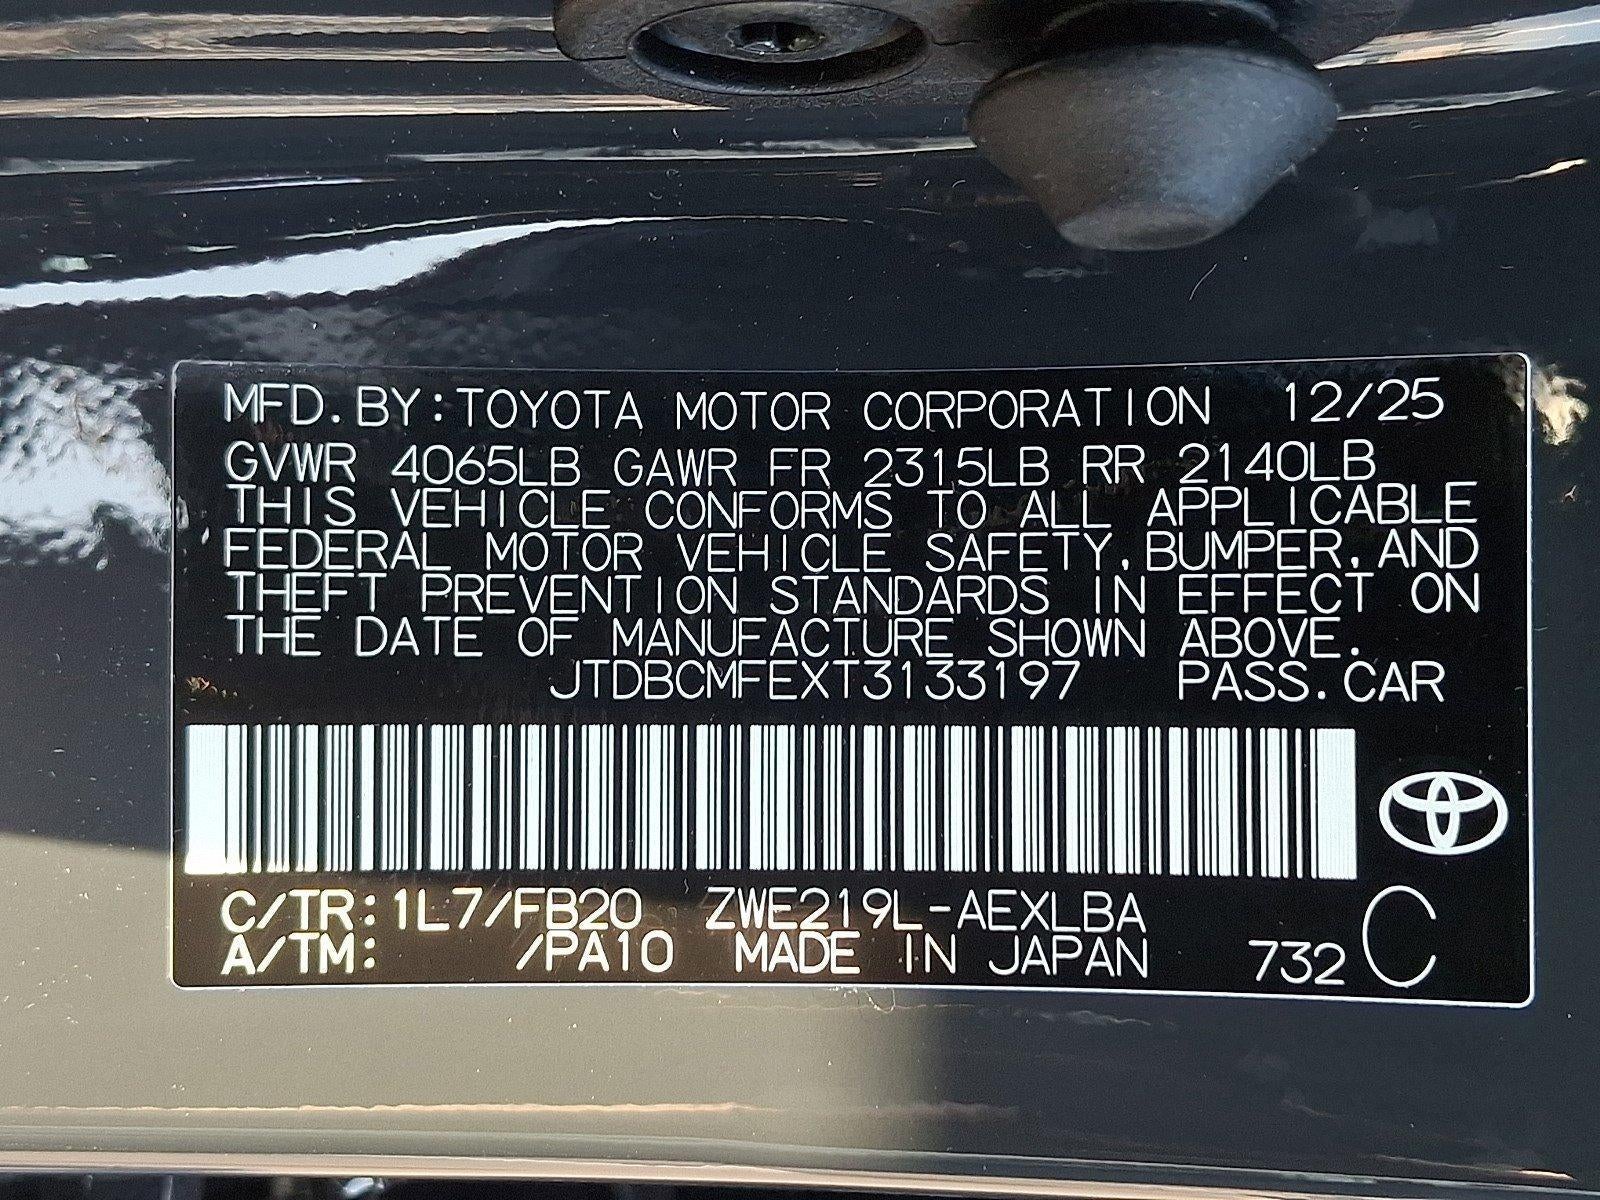 MFD.BY:TOYOTA MOTOR CORPORATION 12/25
GVWR 4065LB GAWR FR 2315LB RR 2140LB
THIS VEHICLE CONFORMS TO ALL APPLICABLE
FEDERAL MOTOR VEHICLE SAFETY,BUMPER,AND
THEFT PREVENTION STANDARDS IN EFFECT ON
THE DATE OF MANUFACTURE SHOWN ABOVE.
JTDBCMFEXT3133197 PASS.CAR
C/TR:1L7/FB20 ZWE219L-AEXLBA
A/TM: /PA10 MADE IN JAPAN 732 C